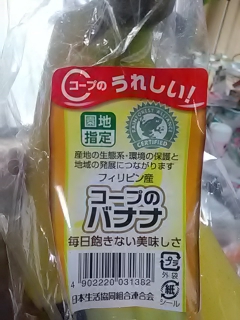 コープの うれしい!
園地
指定
CERTIFIED
産地の生態系・環境の保護と
地域の発展につながります
フィリピン産
コープの
バナナ
毎日飽きない美味しさ
4 902220 031382
プラ
外袋
紙
シール
日本生活協同組合連合会